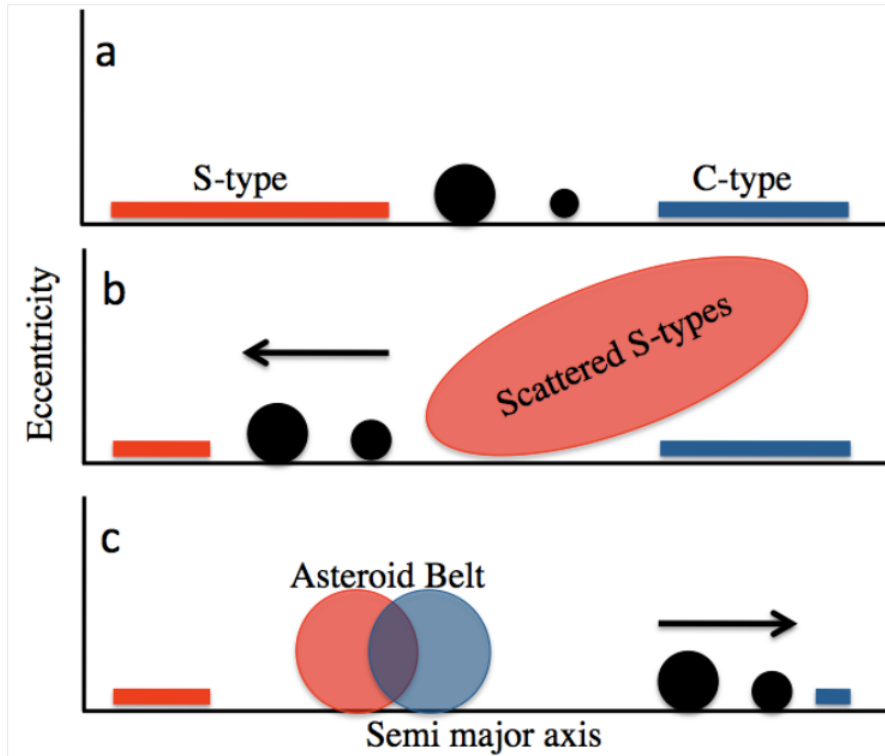 a
S-type
C-type
Eccentricity
b
Scattered S-types
c
Asteroid Belt
Semi major axis